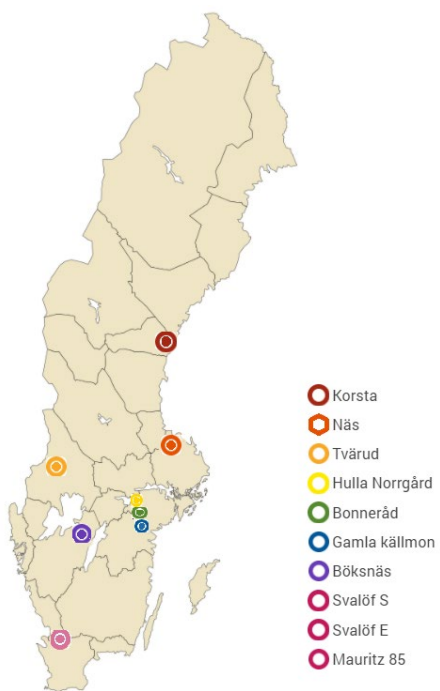 Korsta
Näs
Tvärud
Hulla Norrgård
Bonneråd
Gamla källmon
Böksnäs
Svalöf S
Svalöf E
Mauritz 85